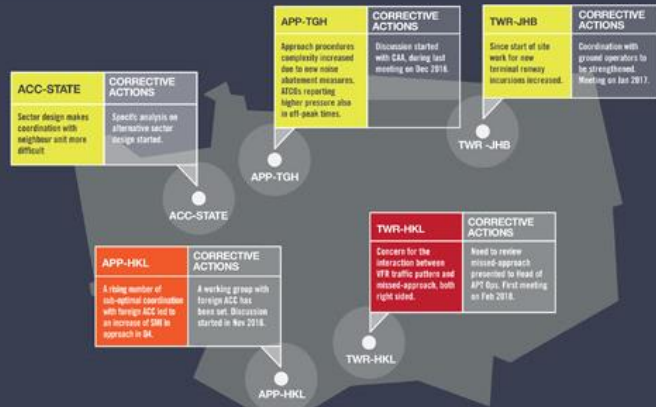 APP-TGH
Approach procedures
complexity increased
due to new noise
abatement measures.
ATCOs reporting
higher pressure also
in off-peak times.
CORRECTIVE
ACTIONS
Discussion started
with CAA, during last
meeting on Dec 2016.
TWR-JHB
Since start of site
work for new
terminal runway
incursions increased.
CORRECTIVE
ACTIONS
Coordination with
ground operators to
be strengthened.
Meeting on Jan 2017.
ACC-STATE
Sector design makes
coordination with
neighbour unit more
difficult
CORRECTIVE
ACTIONS
Specific analysis on
alternative sector
design started.
TWR -JHB
APP-TGH
ACC-STATE
APP-HKL
A rising number of
sub-optimal coordination
with foreign ACC led to
an increase of SMI in
approach in Q4.
CORRECTIVE
ACTIONS
A working group with
foreign ACC has
been set. Discussion
started in Nov 2016.
TWR-HKL
Concern for the
interaction between
VFR traffic pattern and
missed-approach, both
right sided.
CORRECTIVE
ACTIONS
Need to review
missed-approach
presented to Head of
APT Ops. First meeting
on Feb 2018.
TWR-HKL
APP-HKL